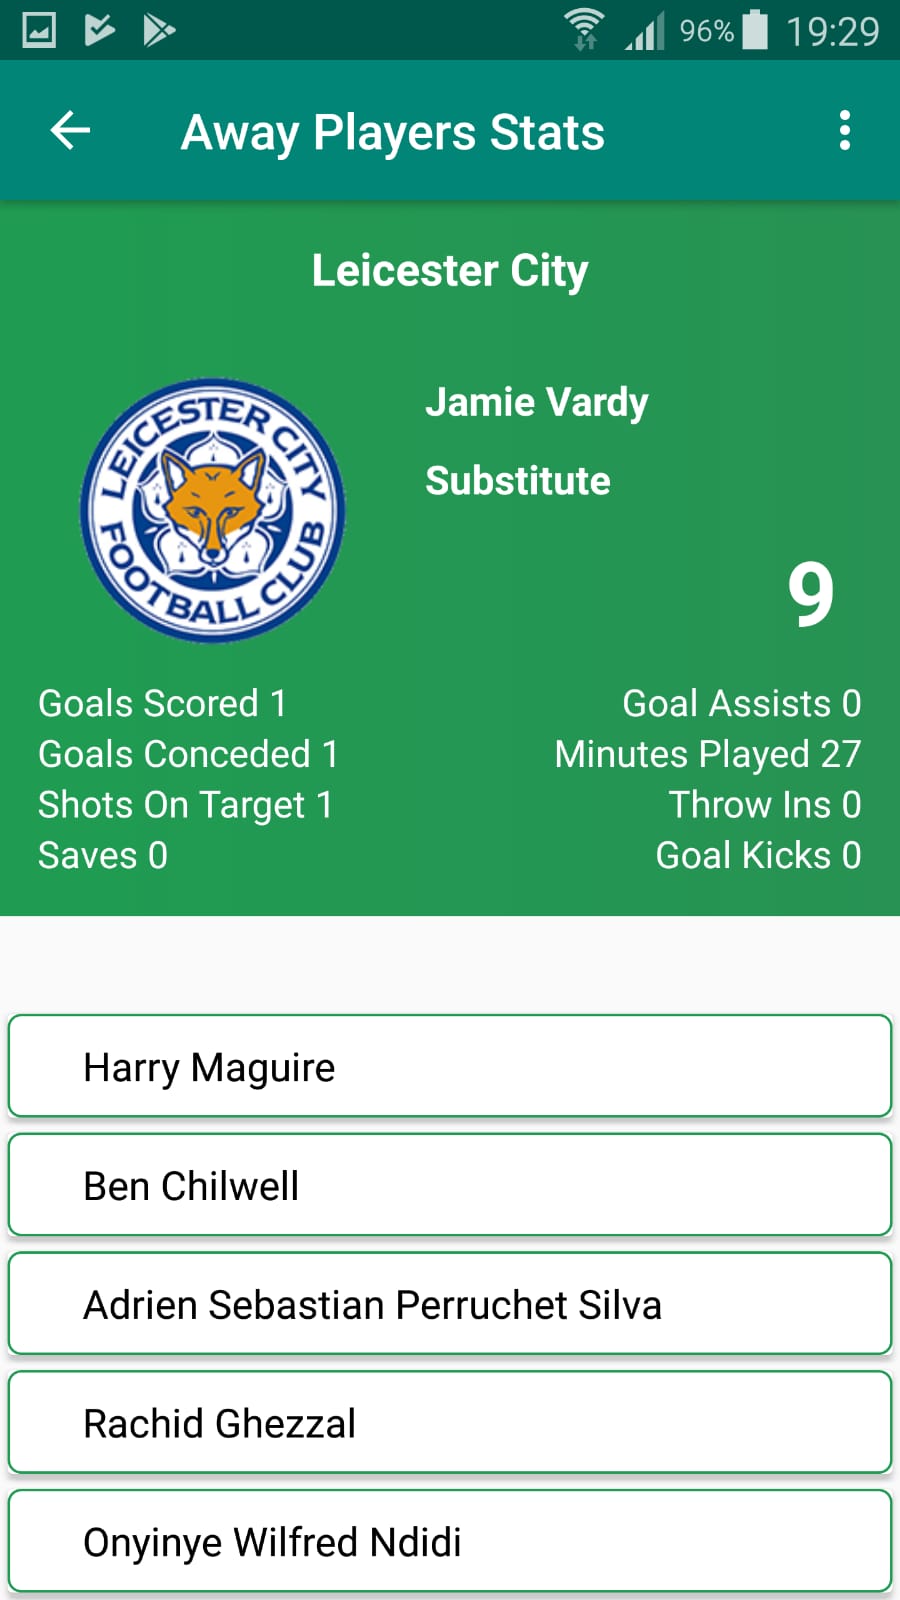 96% 19:29
Away Players Stats
Leicester City
LEICESTER CITY
FOOTBALL CLUB
Jamie Vardy
Substitute
9
Goals Scored 1
Goal Assists 0
Goals Conceded 1
Minutes Played 27
Shots On Target 1
Throw Ins 0
Saves 0
Goal Kicks 0
Harry Maguire
Ben Chilwell
Adrien Sebastian Perruchet Silva
Rachid Ghezzal
Onyinye Wilfred Ndidi